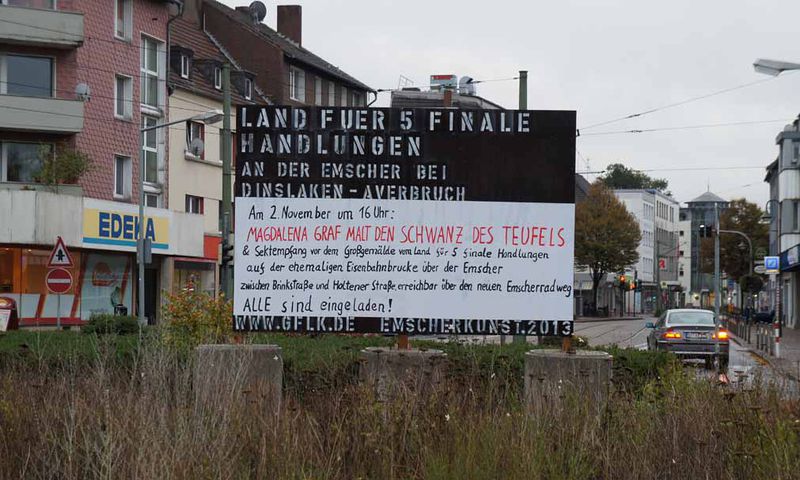 LAND FUER 5 FINALE
HANDLUNGEN
AN DER EMSCHER BEI
DINSLAKEN-AVERBRUCH
Am 2. November um 16 Uhr:
MAGDALENA GRAF MALT DEN SCHWANZ DES TEUFELS
& Sektempfang vor dem Großgemälde vom Land für 5 finale Handlungen
auf der ehemaligen Eisenbahnbrücke über der Emscher
zwischen Brinkstraße und Holtener Straße, erreichbar über den neuen Emscherradweg
ALLE sind eingeladen!
WWW.GFLK.DE EMSCHERKUNST.2013
EDEKA